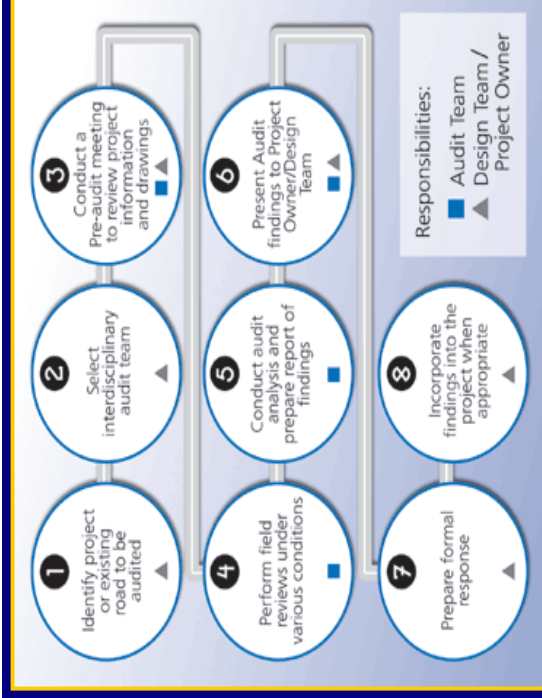 1
Identify project
or existing
road to be
audited
2
Select
interdisciplinary
audit team
3
Conduct a
Pre-audit meeting
to review project
information
and drawings
4
Perform field
reviews under
various conditions
5
Conduct audit
analysis and
prepare report of
findings
6
Present Audit
findings to Project
Owner/Design
Team
7
Prepare formal
response
8
Incorporate
findings into the
project when
appropriate
Responsibilities:
Audit Team
Design Team/
Project Owner